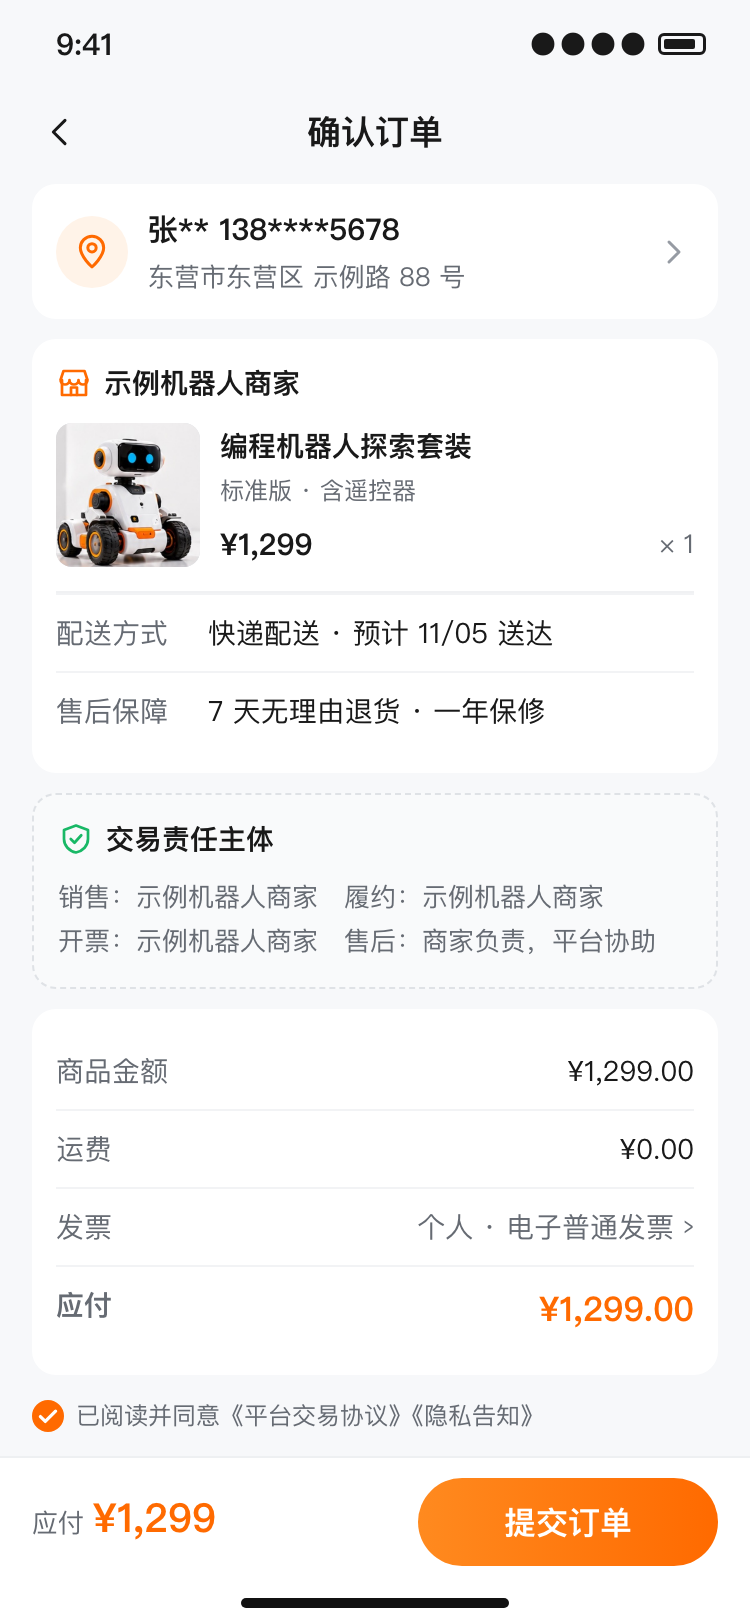 9:41
确认订单
张** 138****5678
东营市东营区 示例路 88 号
示例机器人商家
编程机器人探索套装
标准版 · 含遥控器
¥1,299 × 1
配送方式 快递配送 · 预计 11/05 送达
售后保障 7 天无理由退货 · 一年保修
交易责任主体
销售：示例机器人商家 履约：示例机器人商家
开票：示例机器人商家 售后：商家负责，平台协助
商品金额 ¥1,299.00
运费 ¥0.00
发票 个人 · 电子普通发票 >
应付 ¥1,299.00
已阅读并同意《平台交易协议》《隐私告知》
应付 ¥1,299 提交订单